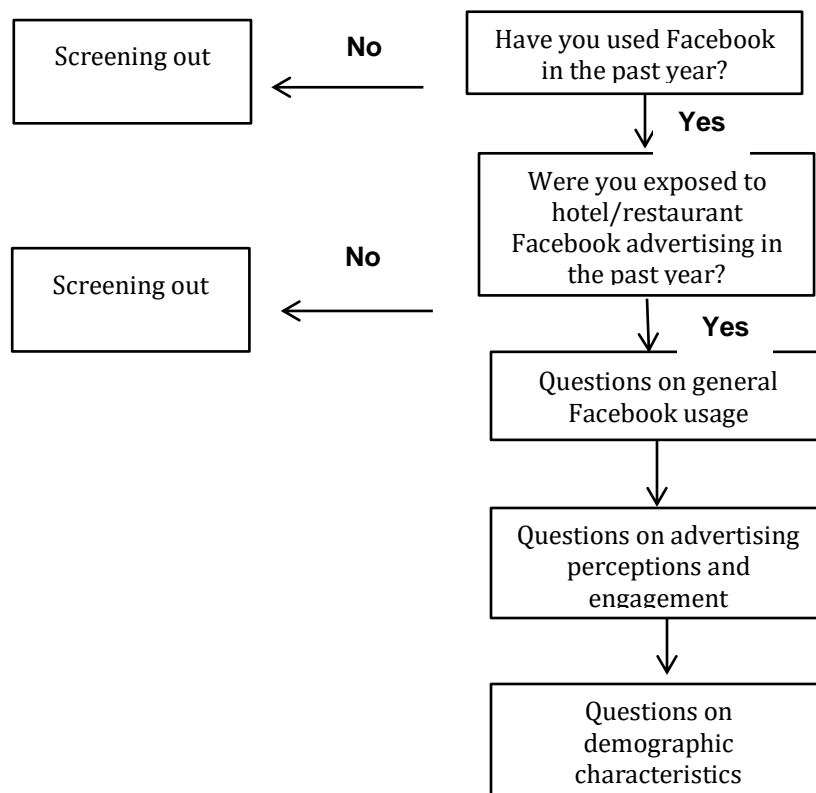 Screening out
No
Have you used Facebook
in the past year?
Yes
Were you exposed to
hotel/restaurant
Facebook advertising in
the past year?
Screening out
No
Yes
Questions on general
Facebook usage
Questions on advertising
perceptions and
engagement
Questions on
demographic
characteristics